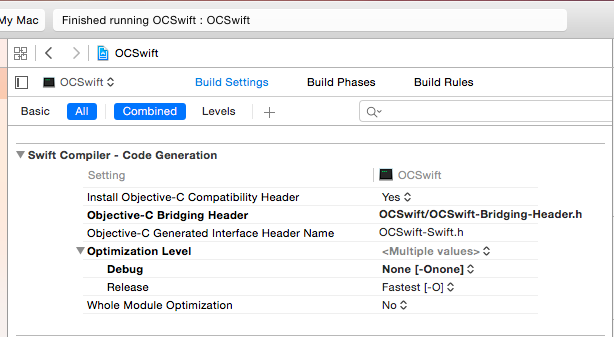 My Mac Finished running OCSwift : OCSwift
OCSwift
OCSwift Build Settings Build Phases Build Rules
Basic All Combined Levels
Swift Compiler - Code Generation
Setting OCSwift
Install Objective-C Compatibility Header Yes
Objective-C Bridging Header OCSwift/OCSwift-Bridging-Header.h
Objective-C Generated Interface Header Name OCSwift-Swift.h
Optimization Level <Multiple values>
Debug None [-Onone]
Release Fastest [-O]
Whole Module Optimization No